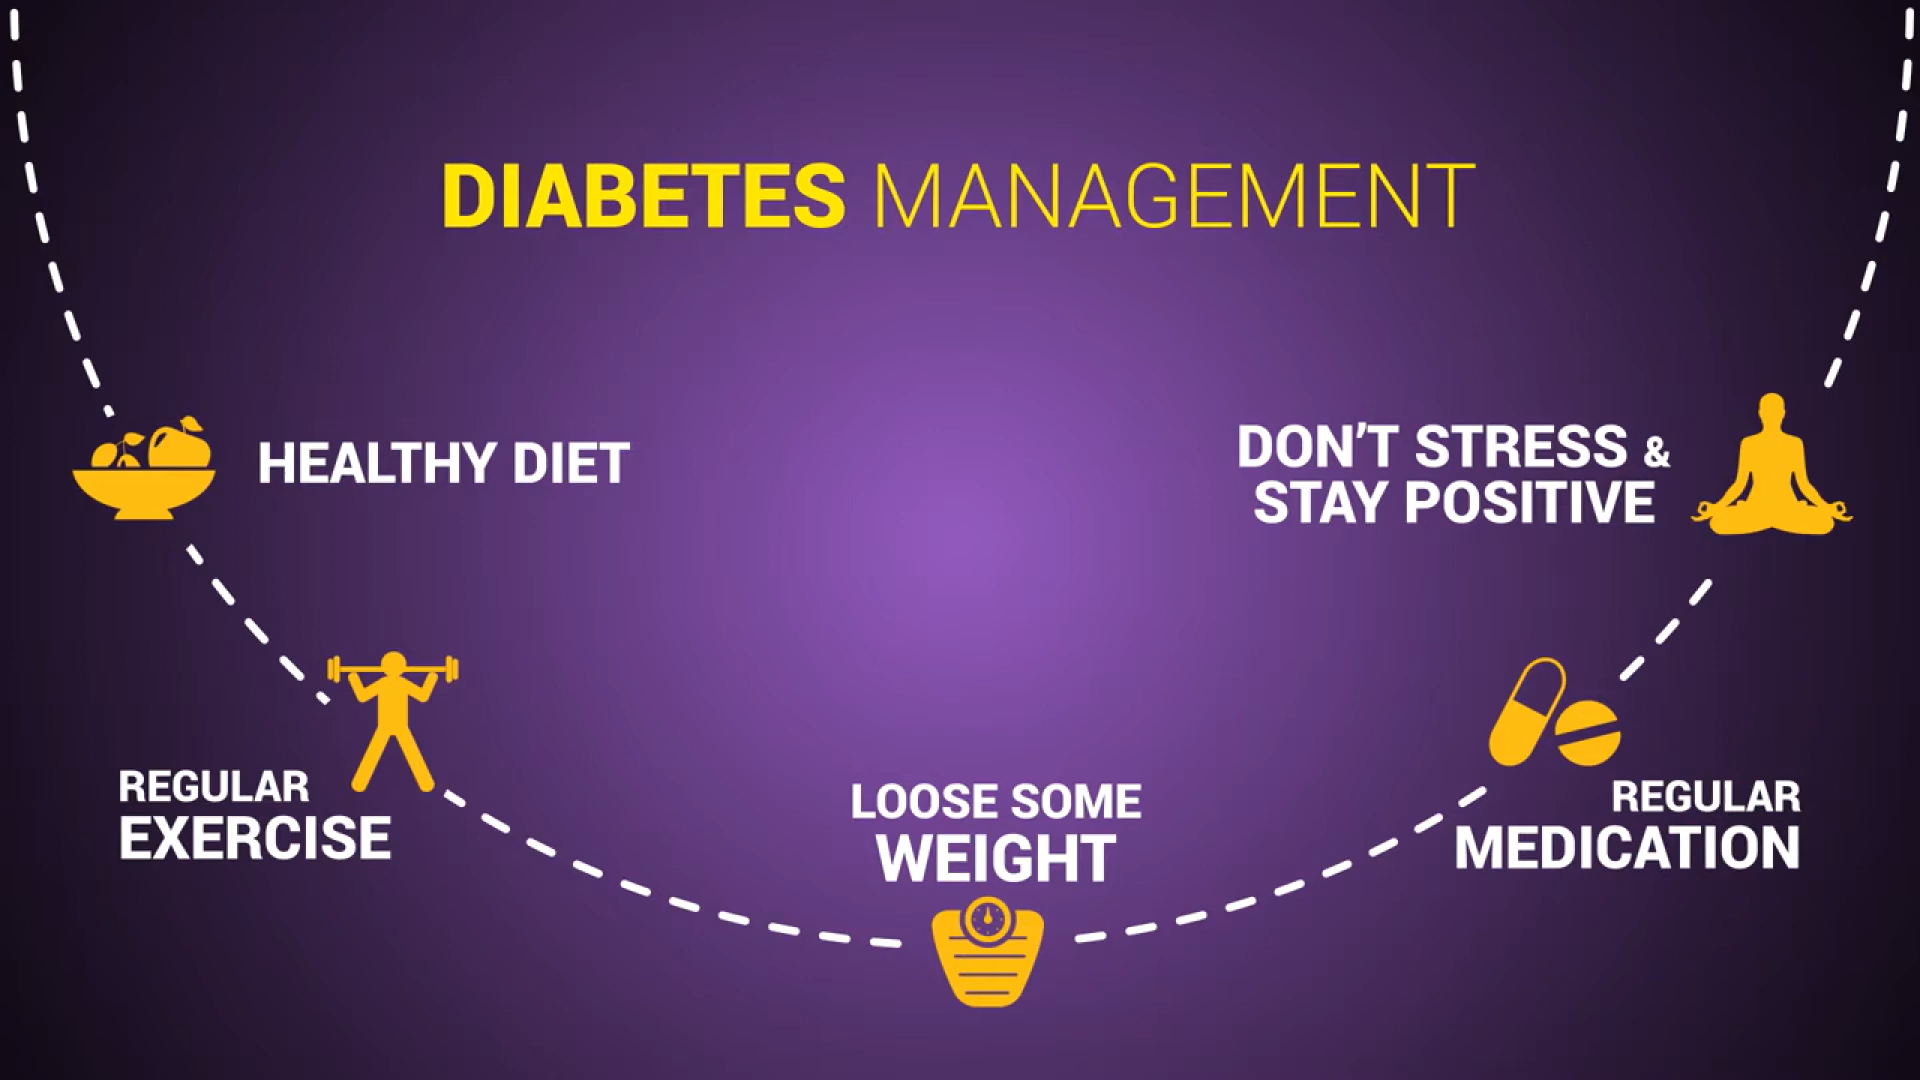 DIABETES MANAGEMENT
HEALTHY DIET
DON'T STRESS &
STAY POSITIVE
REGULAR
EXERCISE
LOOSE SOME
WEIGHT
REGULAR
MEDICATION